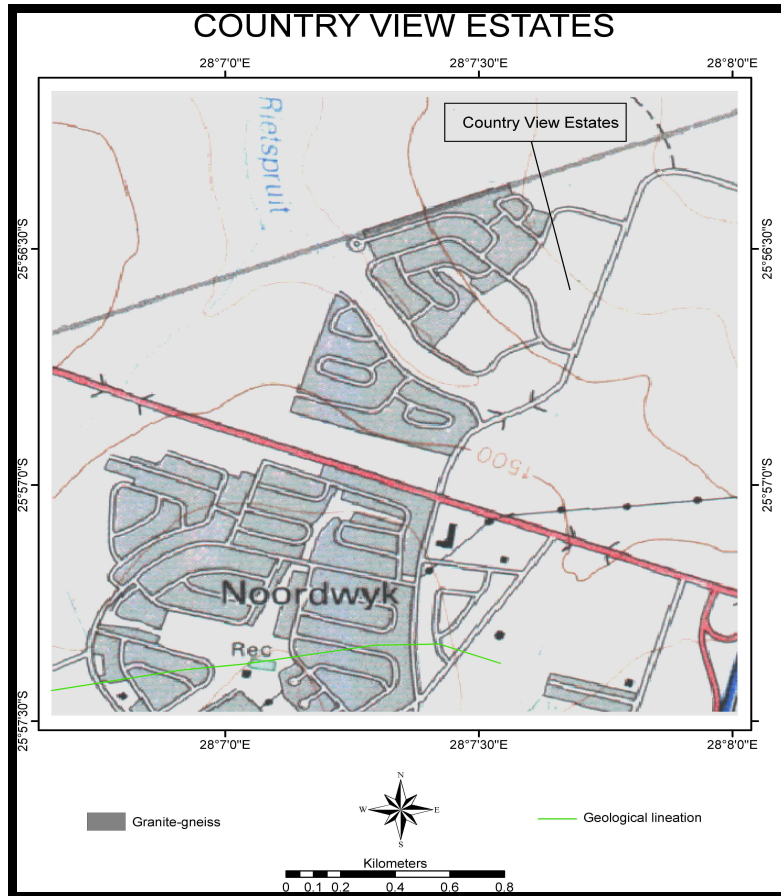 COUNTRY VIEW ESTATES
28°7'0"E
28°7'30"E
28°8'0"E
Rietspruit
Country View Estates
25°56'30"S
25°56'30"S
1500
25°57'0"S
25°57'0"S
Noordwyk
Rec
25°57'30"S
25°57'30"S
28°7'0"E
28°7'30"E
28°8'0"E
N
W E
S
Granite-gneiss
Geological lineation
Kilometers
0 0.1 0.2 0.4 0.6 0.8